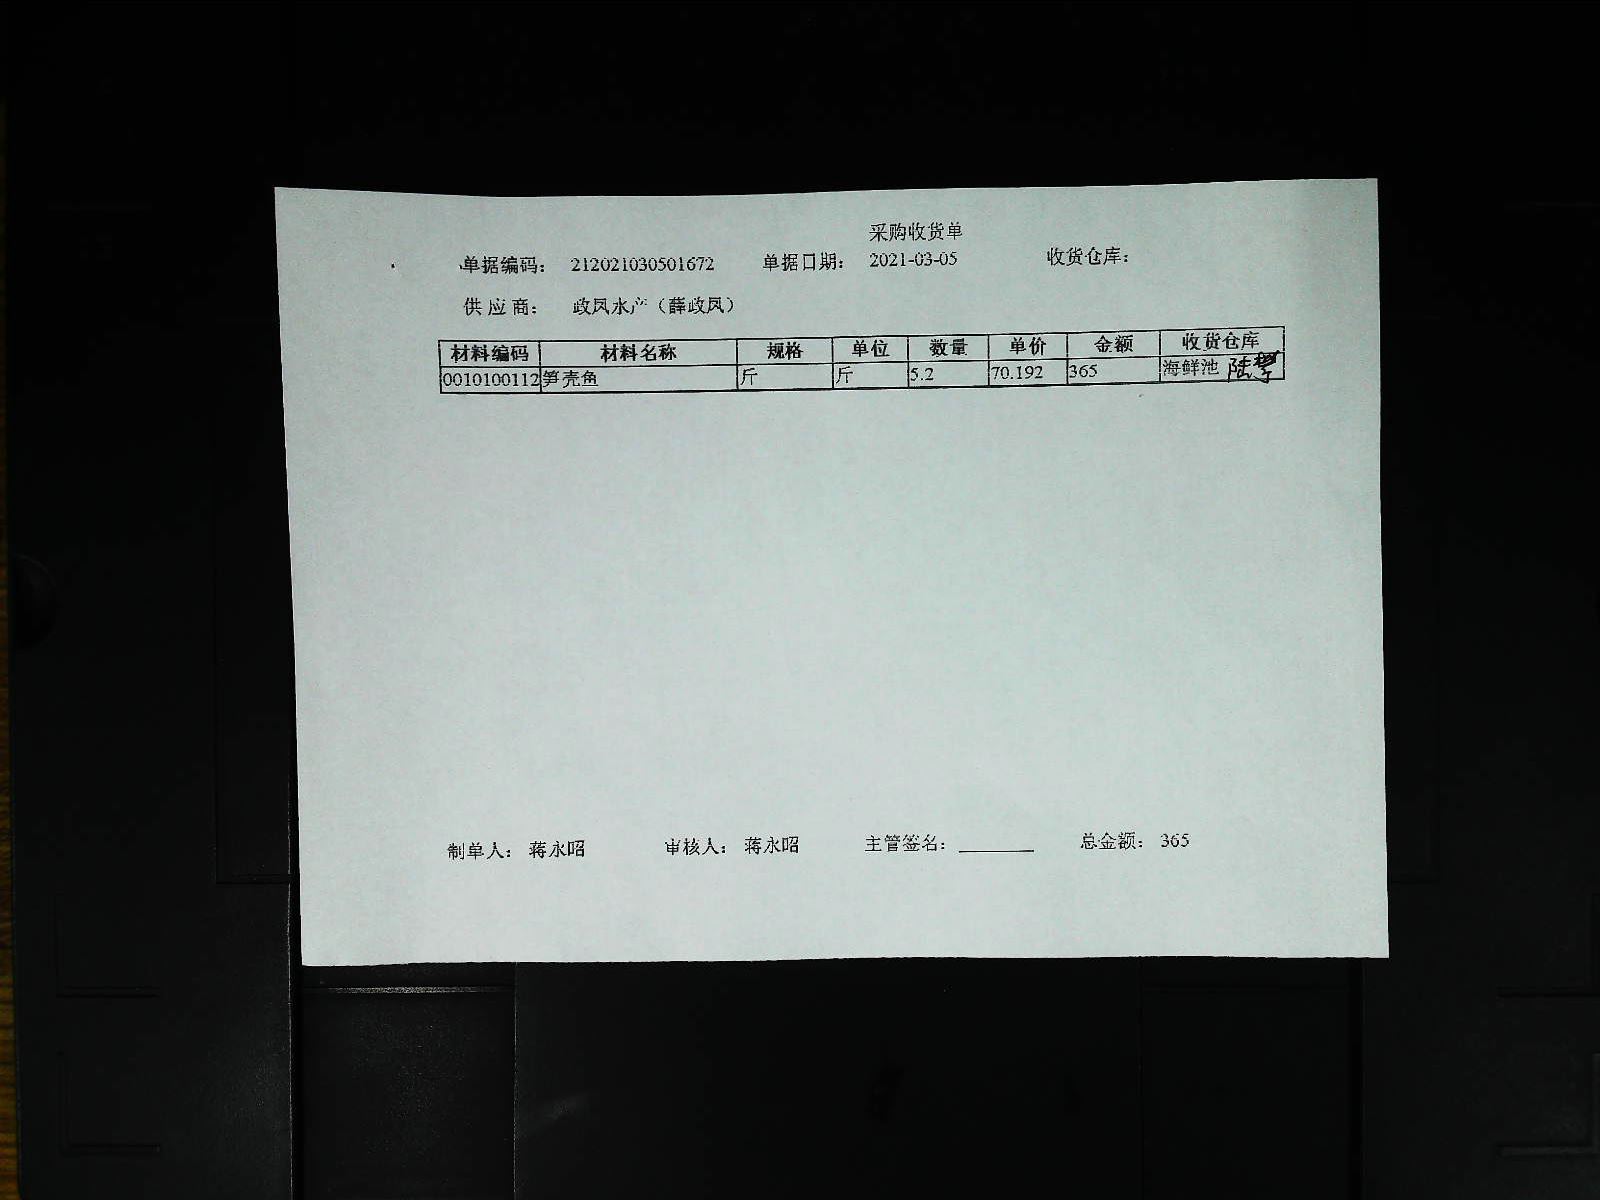 采购收货单
单据编码： 212021030501672 单据日期： 2021-03-05 收货仓库：
供 应 商： 政凤水产（薛政凤）
材料编码 材料名称 规格 单位 数量 单价 金额 收货仓库
0010100112 笋壳鱼 斤 斤 5.2 70.192 365 海鲜池 陆
制单人： 蒋永昭 审核人： 蒋永昭 主管签名： 总金额： 365